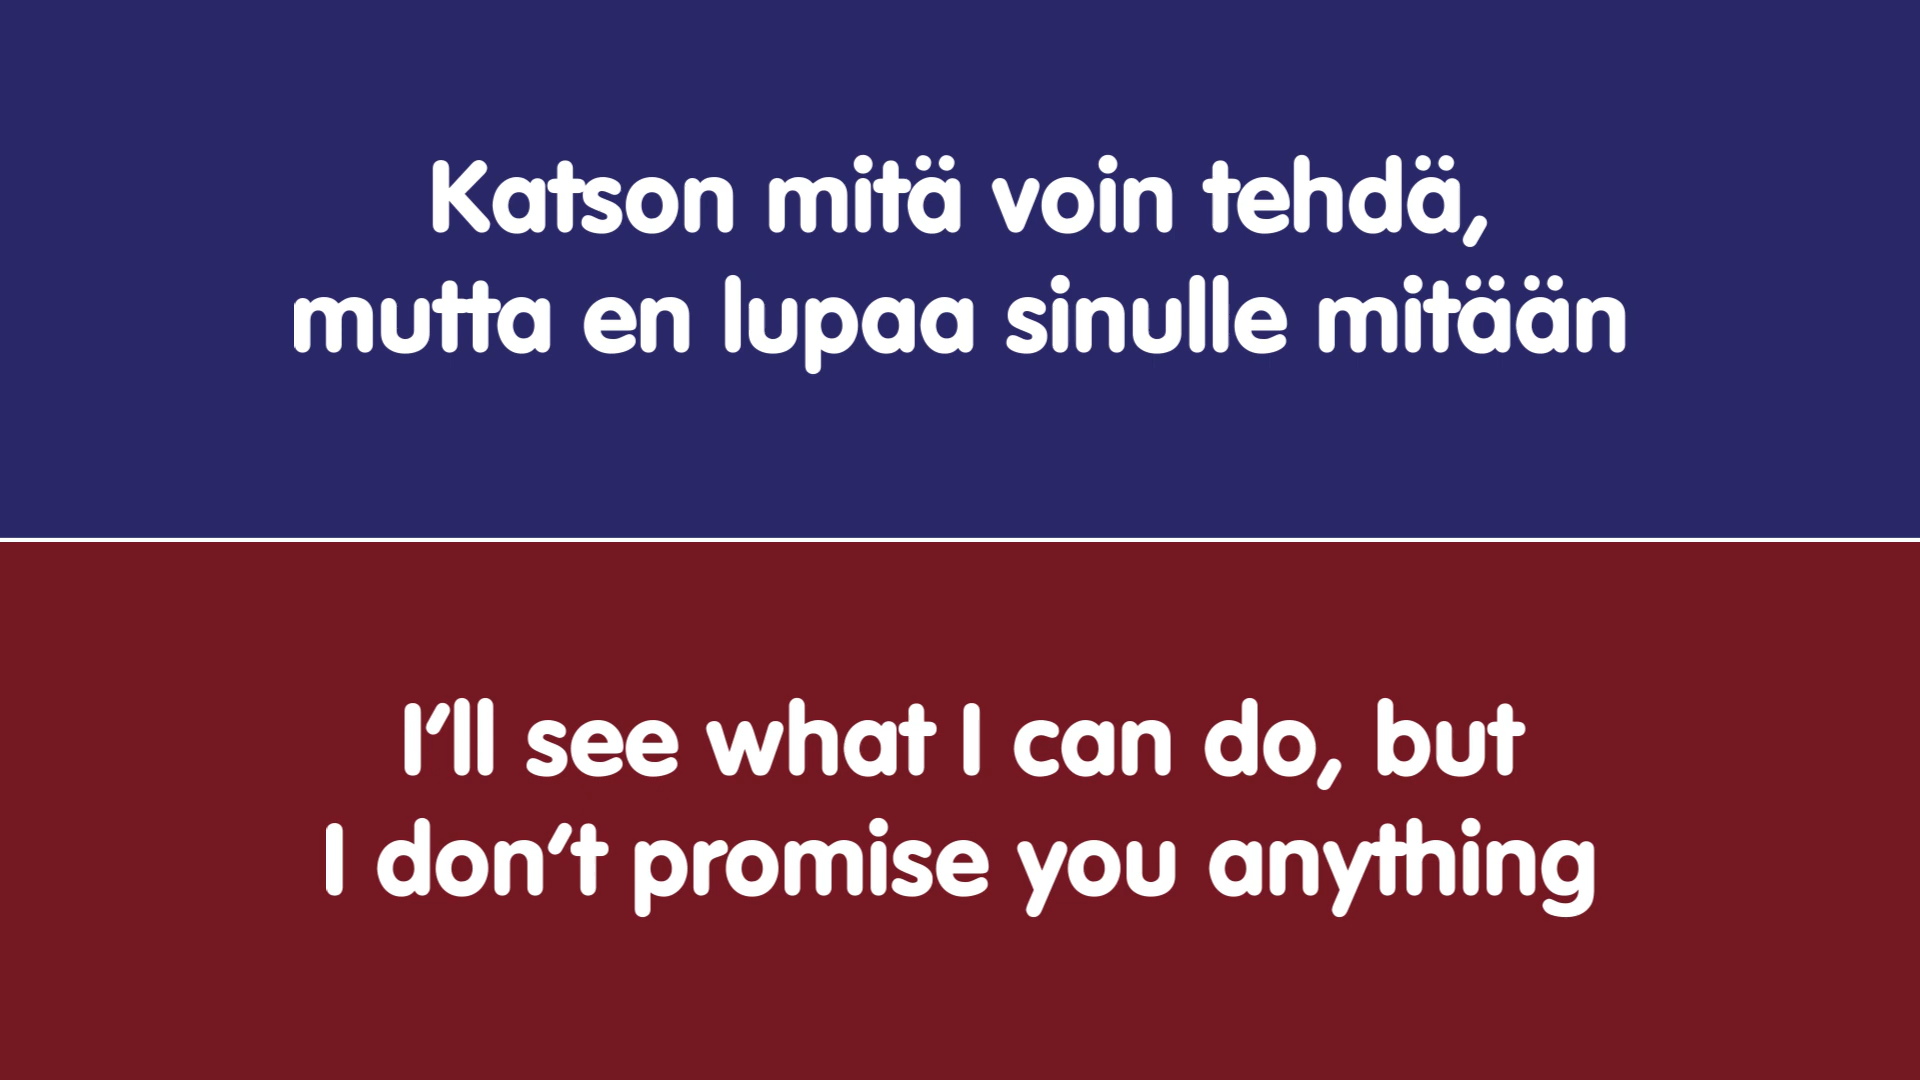 Katson mitä voin tehdä,
mutta en lupaa sinulle mitään
I'll see what I can do, but
I don't promise you anything